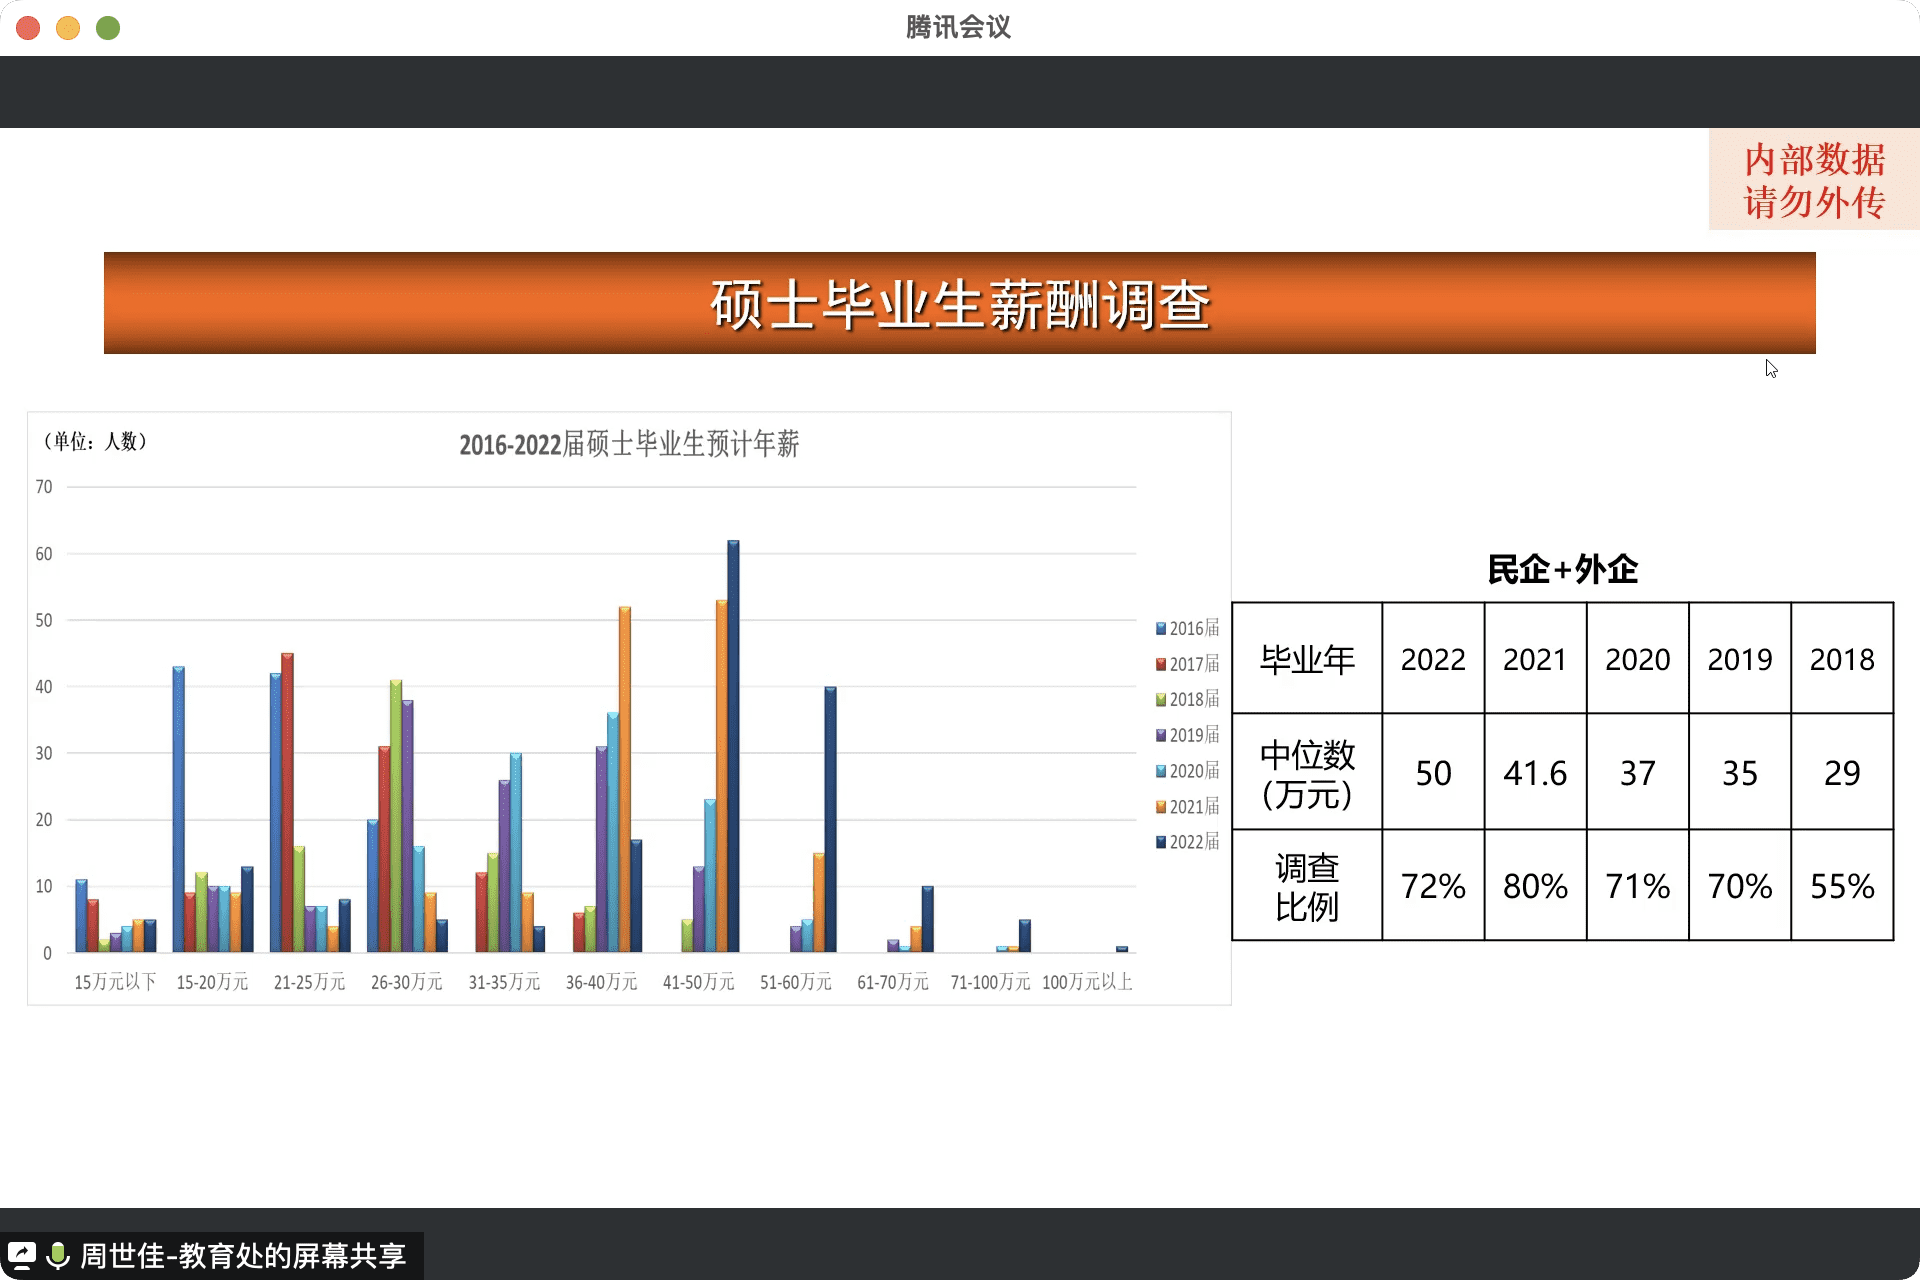 腾讯会议
内部数据
请勿外传
硕士毕业生薪酬调查
（单位：人数）
2016-2022届硕士毕业生预计年薪
70
60
50
40
30
20
10
0
15万元以下 15-20万元 21-25万元 26-30万元 31-35万元 36-40万元 41-50万元 51-60万元 61-70万元 71-100万元 100万元以上
2016届
2017届
2018届
2019届
2020届
2021届
2022届
民企+外企
毕业年 2022 2021 2020 2019 2018
中位数
（万元） 50 41.6 37 35 29
调查
比例 72% 80% 71% 70% 55%
周世佳-教育处的屏幕共享